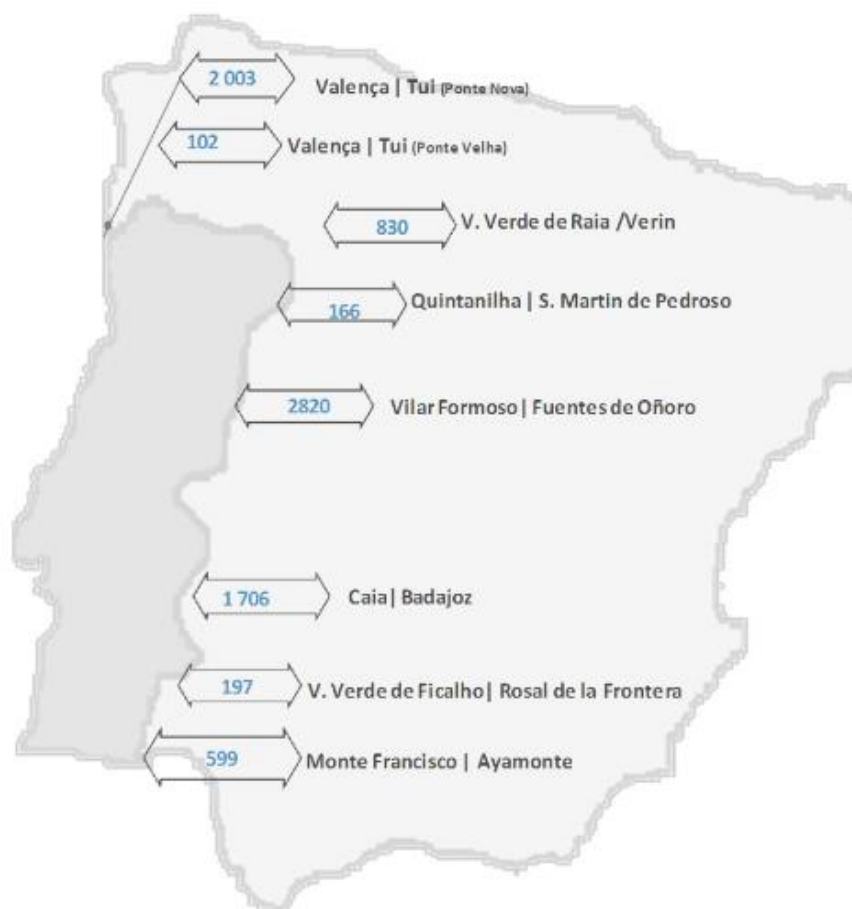 2 003 Valença | Tui (Ponte Nova)
102 Valença | Tui (Ponte Velha)
830 V. Verde de Raia /Verin
166 Quintanilha | S. Martin de Pedroso
2820 Vilar Formoso | Fuentes de Oñoro
1 706 Caia | Badajoz
197 V. Verde de Ficalho | Rosal de la Frontera
599 Monte Francisco | Ayamonte